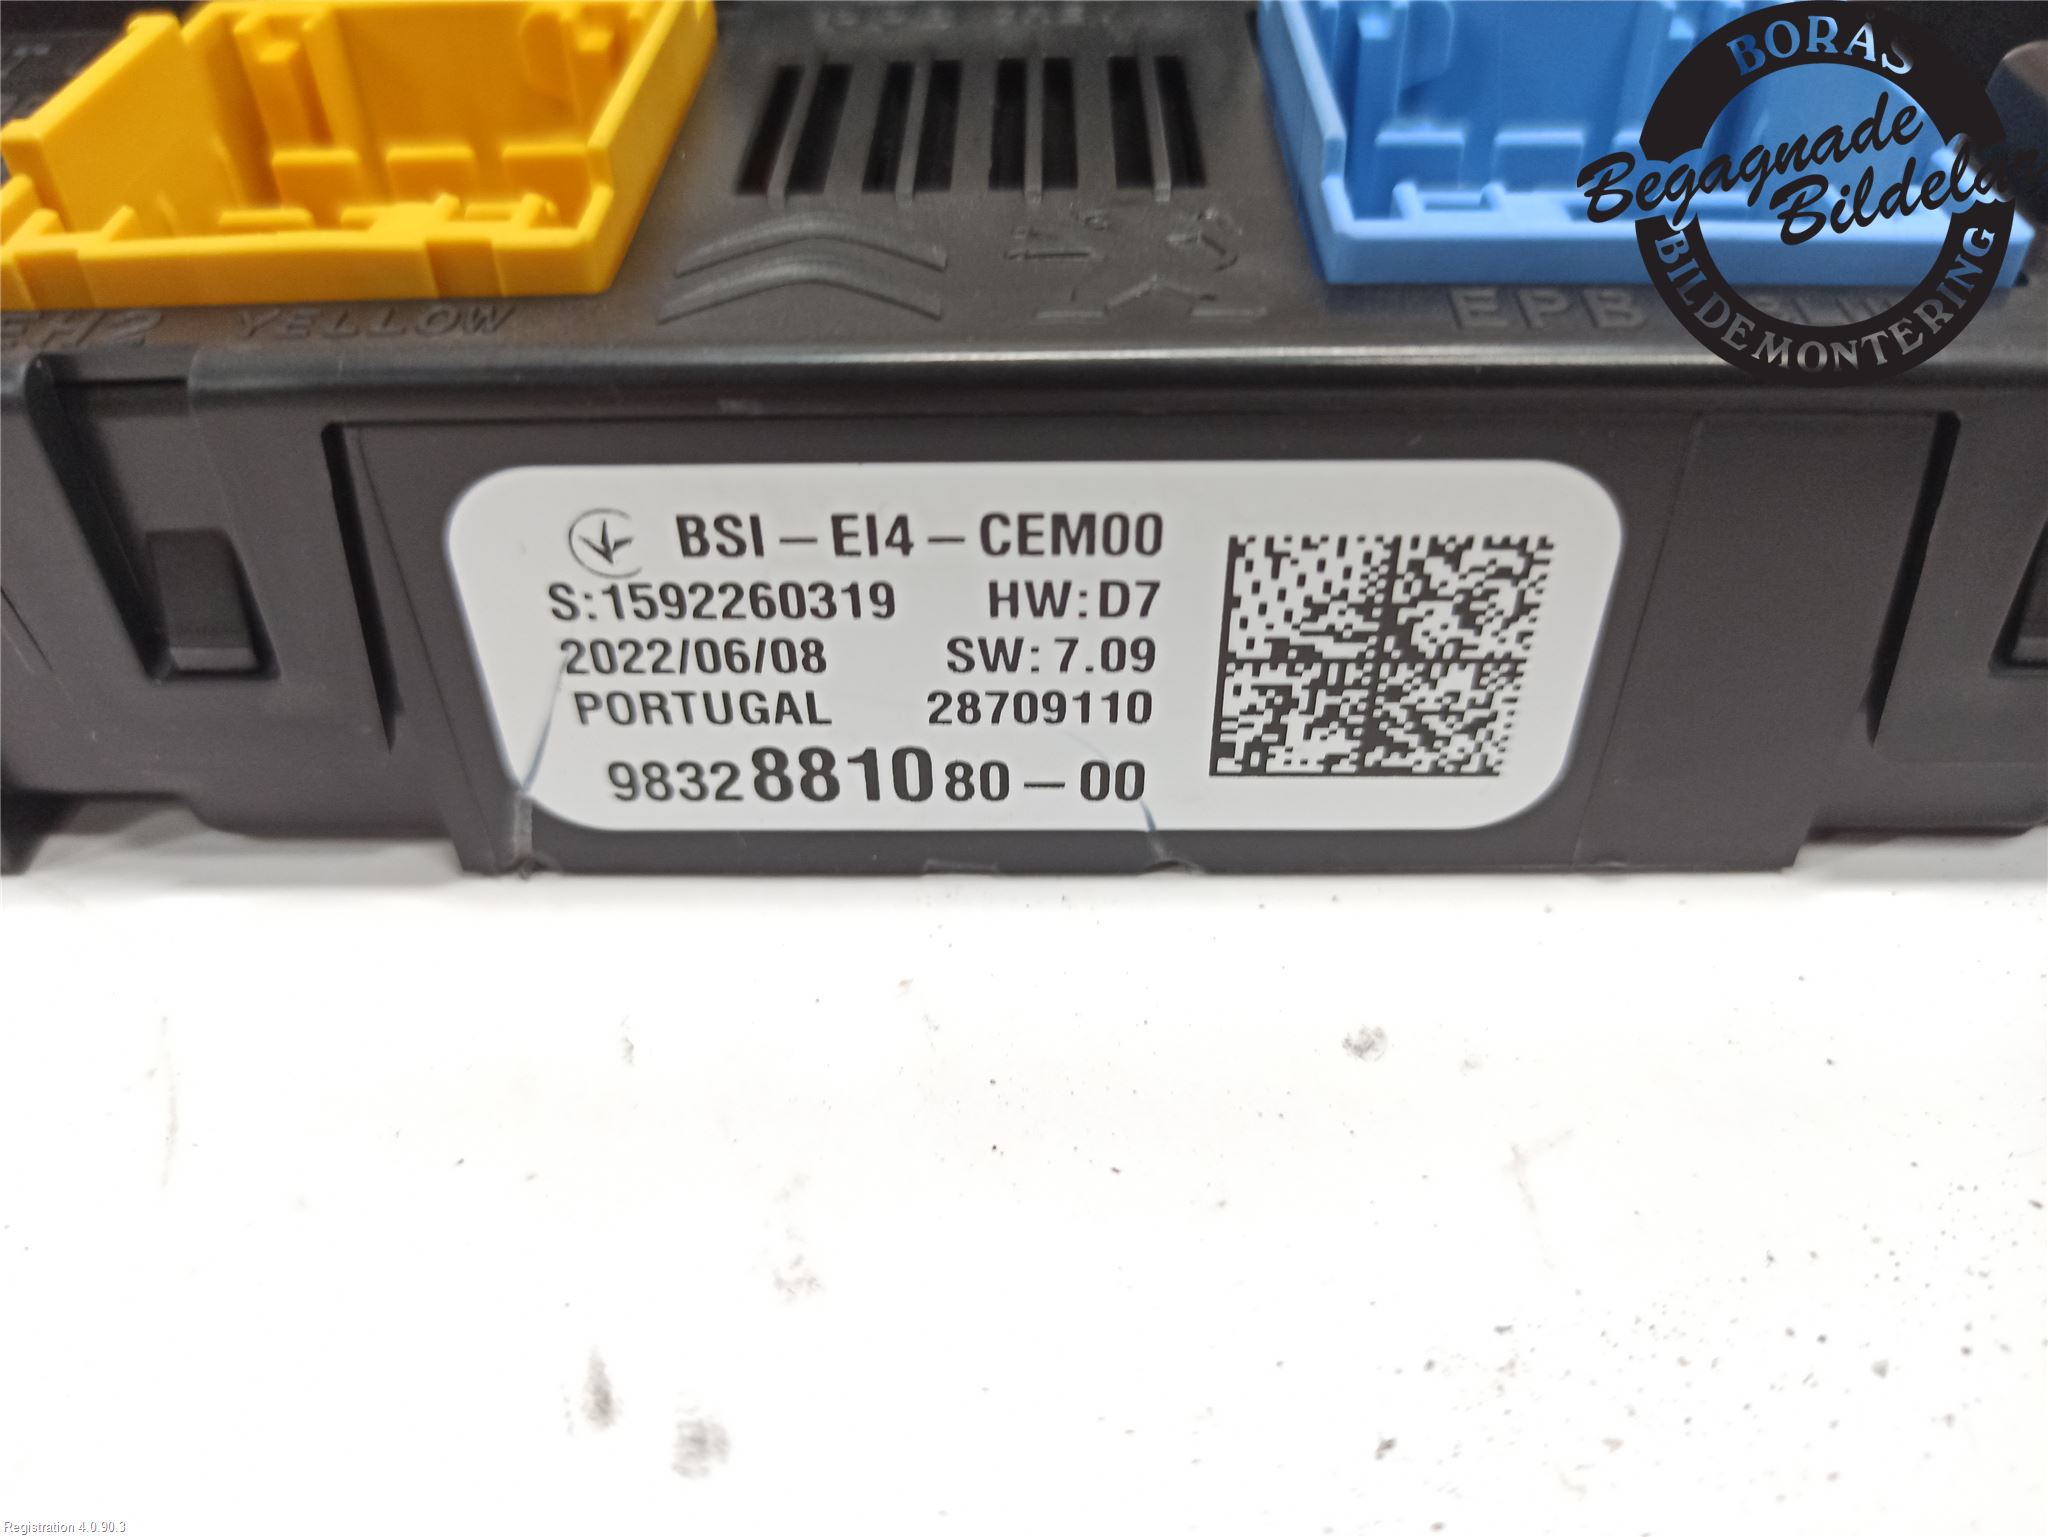 BORÅS
Begagnade
Bildelar
BILDEMONTERING
YELLOW
EPB
BSI-EI4-CEM00
S:1592260319 HW:D7
2022/06/08 SW:7.09
PORTUGAL 28709110
9832881080-00
Registration 4.0.90.3